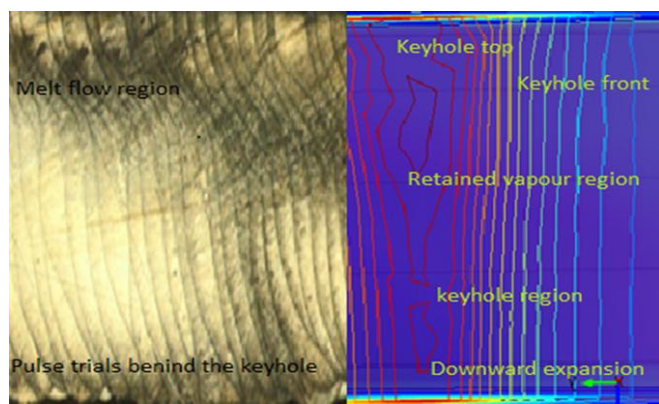 Melt flow region
Pulse trials benind the keyhole
Keyhole top
Keyhole front
Retained vapour region
keyhole region
Downward expansion
Y
X